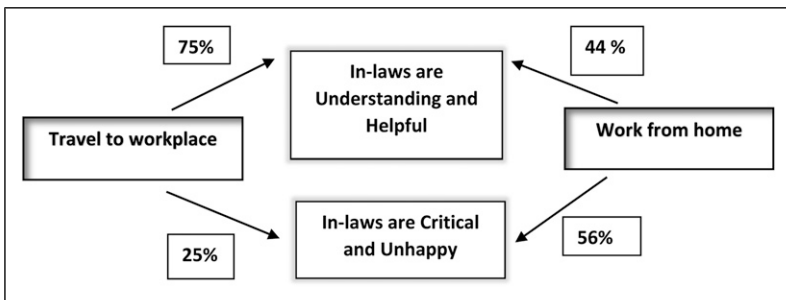 75%
44 %
In-laws are
Understanding and
Helpful
Travel to workplace
Work from home
In-laws are Critical
and Unhappy
25%
56%